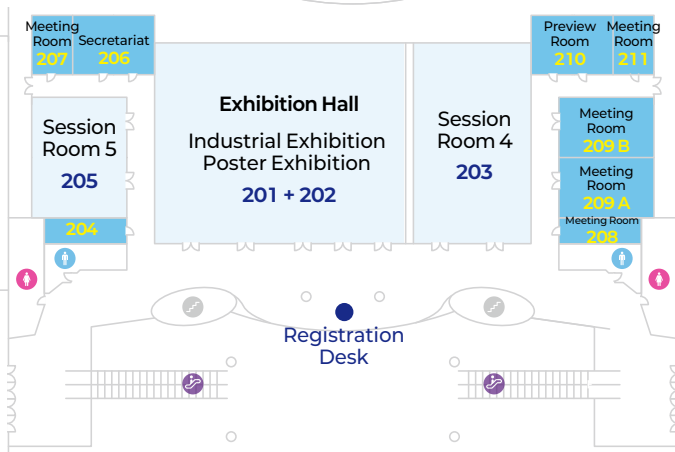 Meeting
Room
207
Secretariat
206
Preview
Room
210
Meeting
Room
211
Exhibition Hall
Industrial Exhibition
Poster Exhibition
201 + 202
Session
Room 4
203
Session
Room 5
205
204
Meeting
Room
209 B
Meeting
Room
209 A
Meeting Room
208
Registration
Desk